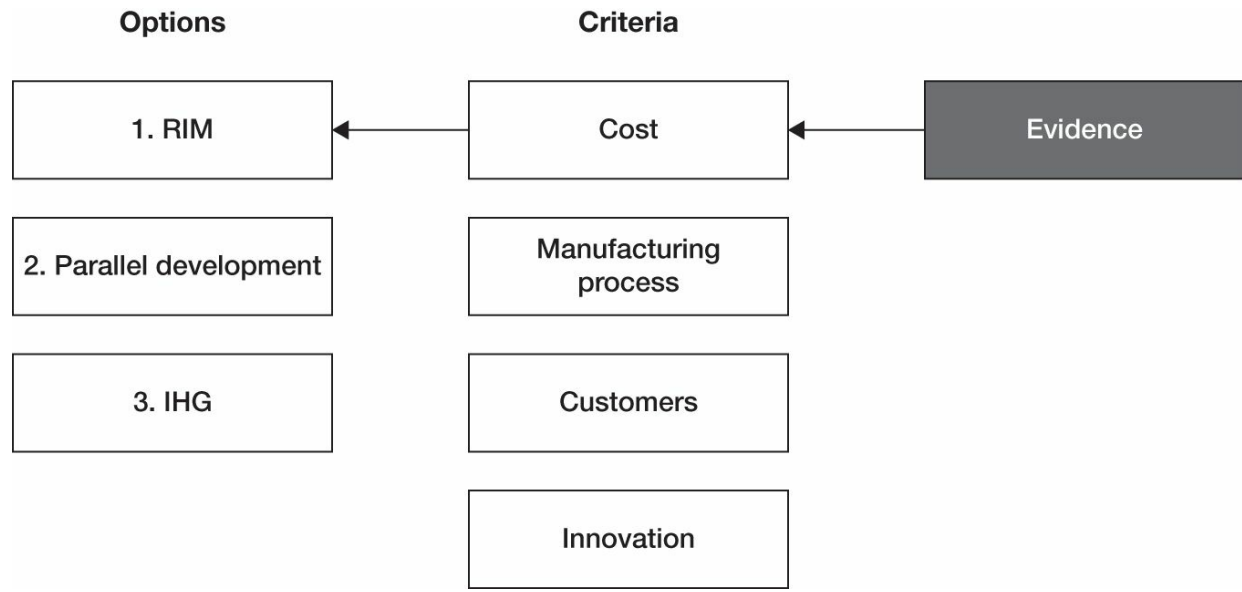 Options
Criteria
1. RIM
Cost
Evidence
2. Parallel development
Manufacturing
process
3. IHG
Customers
Innovation